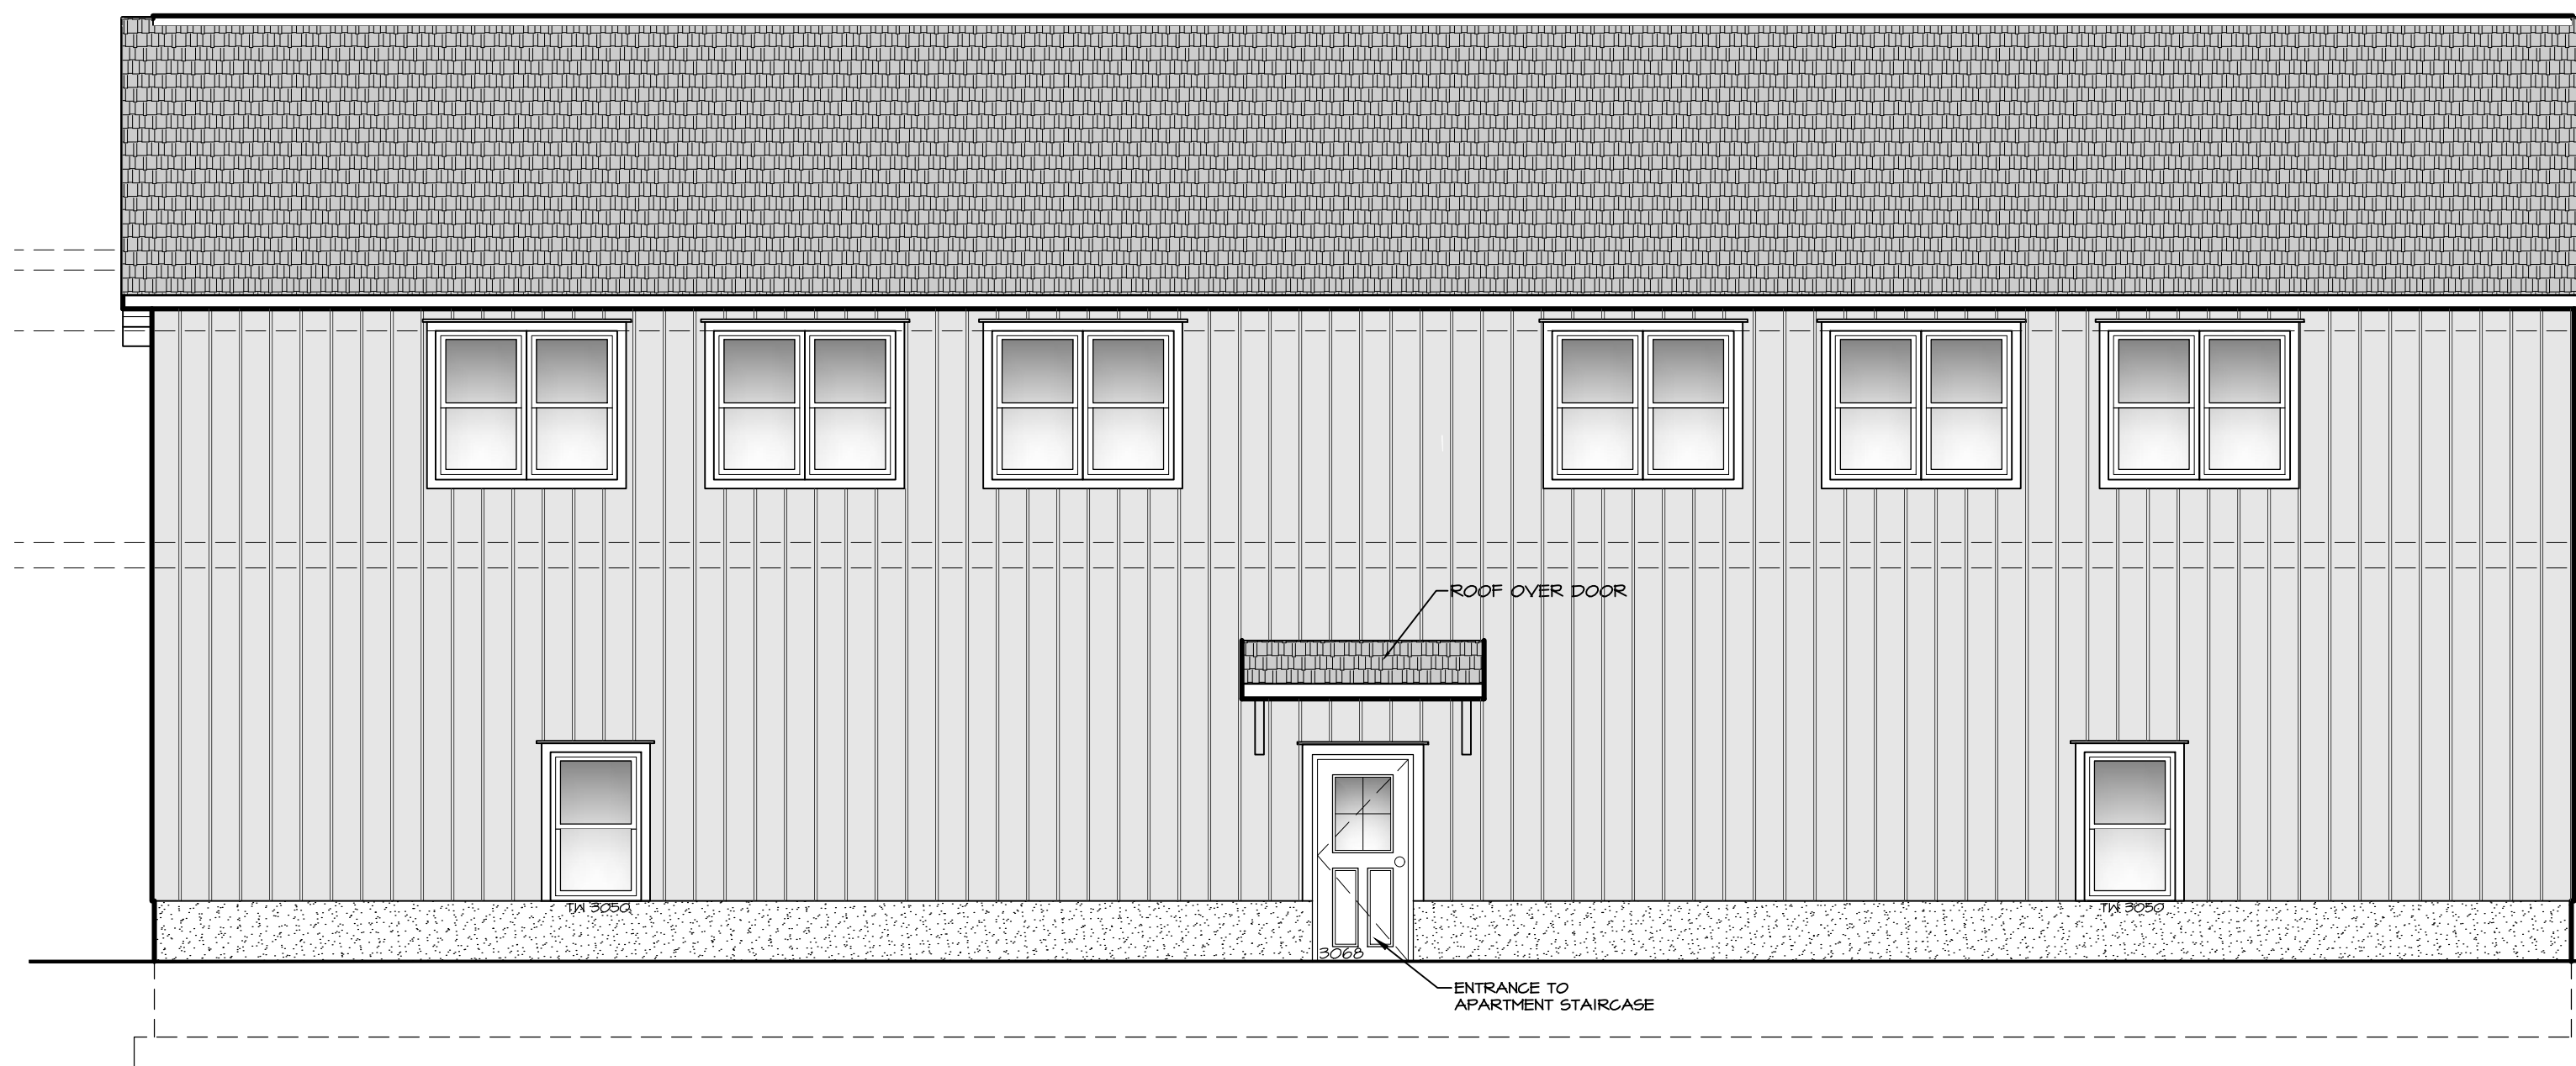 ROOF OVER DOOR
TW 3050
TW 3050
3068
ENTRANCE TO
APARTMENT STAIRCASE